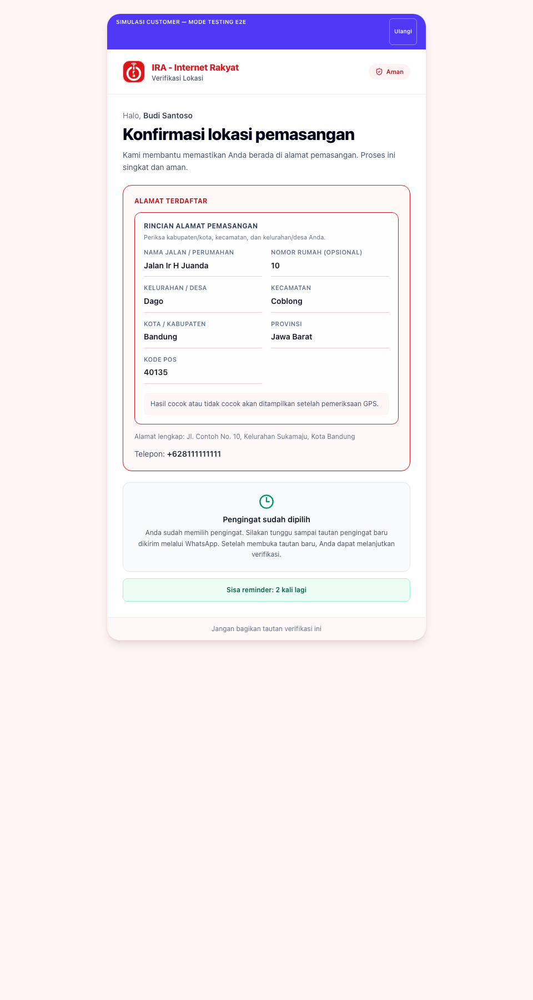 SIMULASI CUSTOMER — MODE TESTING E2E
Ulangi
ira
IRA - Internet Rakyat
Verifikasi Lokasi
Aman
Halo, Budi Santoso
Konfirmasi lokasi pemasangan
Kami membantu memastikan Anda berada di alamat pemasangan. Proses ini
singkat dan aman.
ALAMAT TERDAFTAR
RINCIAN ALAMAT PEMASANGAN
Periksa kabupaten/kota, kecamatan, dan kelurahan/desa Anda.
NAMA JALAN / PERUMAHAN
Jalan Ir H Juanda
NOMOR RUMAH (OPSIONAL)
10
KELURAHAN / DESA
Dago
KECAMATAN
Coblong
KOTA / KABUPATEN
Bandung
PROVINSI
Jawa Barat
KODE POS
40135
Hasil cocok atau tidak cocok akan ditampilkan setelah pemeriksaan GPS.
Alamat lengkap: Jl. Contoh No. 10, Kelurahan Sukamaju, Kota Bandung
Telepon: +628111111111
Pengingat sudah dipilih
Anda sudah memilih pengingat. Silakan tunggu sampai tautan pengingat baru
dikirim melalui WhatsApp. Setelah membuka tautan baru, Anda dapat melanjutkan
verifikasi.
Sisa reminder: 2 kali lagi
Jangan bagikan tautan verifikasi ini